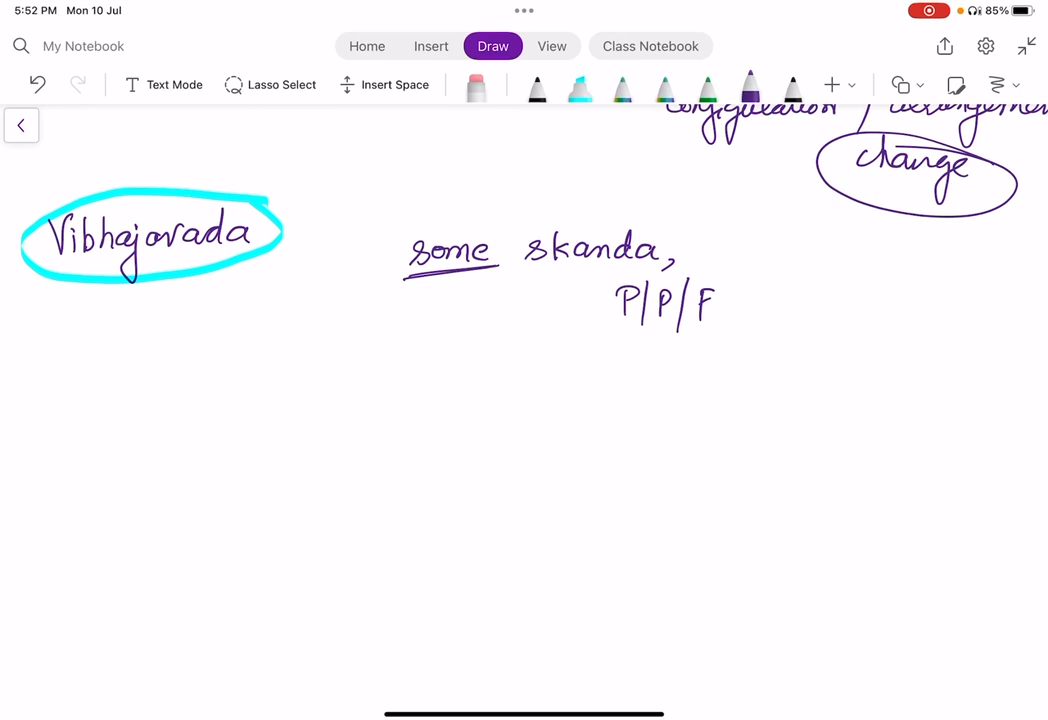 5:52 PM Mon 10 Jul
85%
My Notebook
Home Insert Draw View Class Notebook
Text Mode Lasso Select Insert Space
change
Vibhajavada
some skanda,
P/P/F